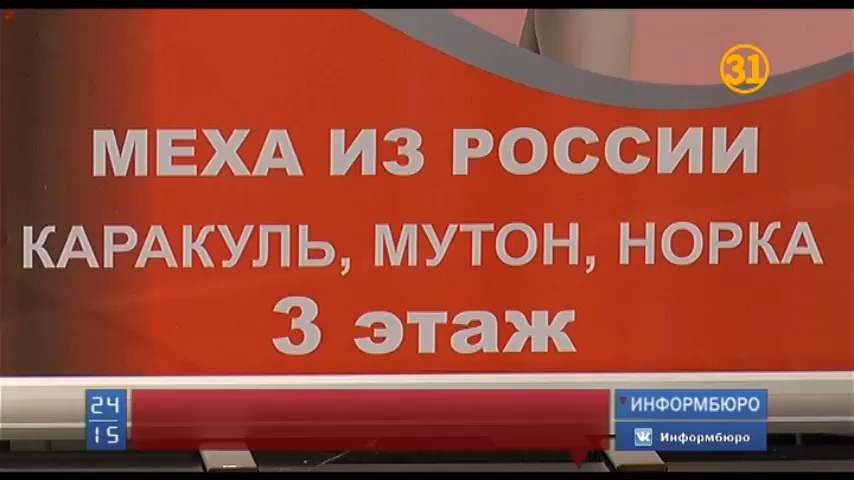 31
МЕХА ИЗ РОССИИ
КАРАКУЛЬ, МУТОН, НОРКА
3 этаж
24
15
ИНФОРМБЮРО
Информбюро